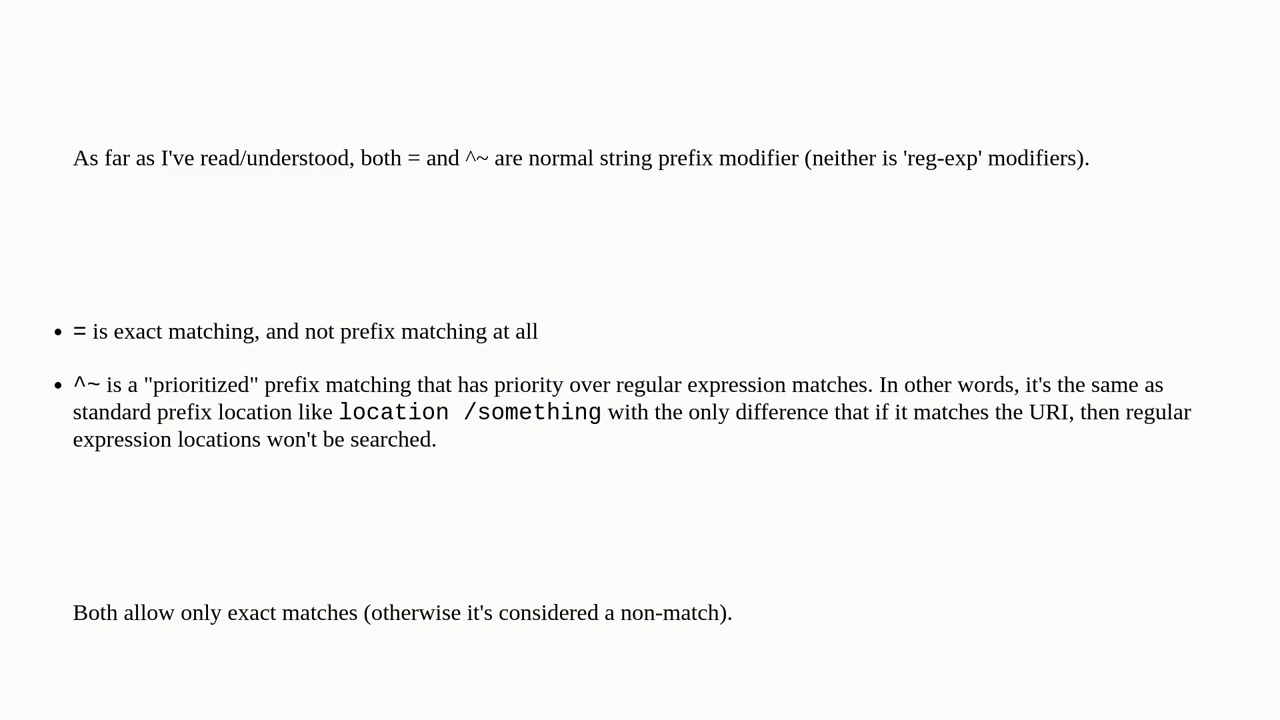 As far as I've read/understood, both = and ^~ are normal string prefix modifier (neither is 'reg-exp' modifiers).
• = is exact matching, and not prefix matching at all
• ^~ is a "prioritized" prefix matching that has priority over regular expression matches. In other words, it's the same as
standard prefix location like location /something with the only difference that if it matches the URI, then regular
expression locations won't be searched.
Both allow only exact matches (otherwise it's considered a non-match).